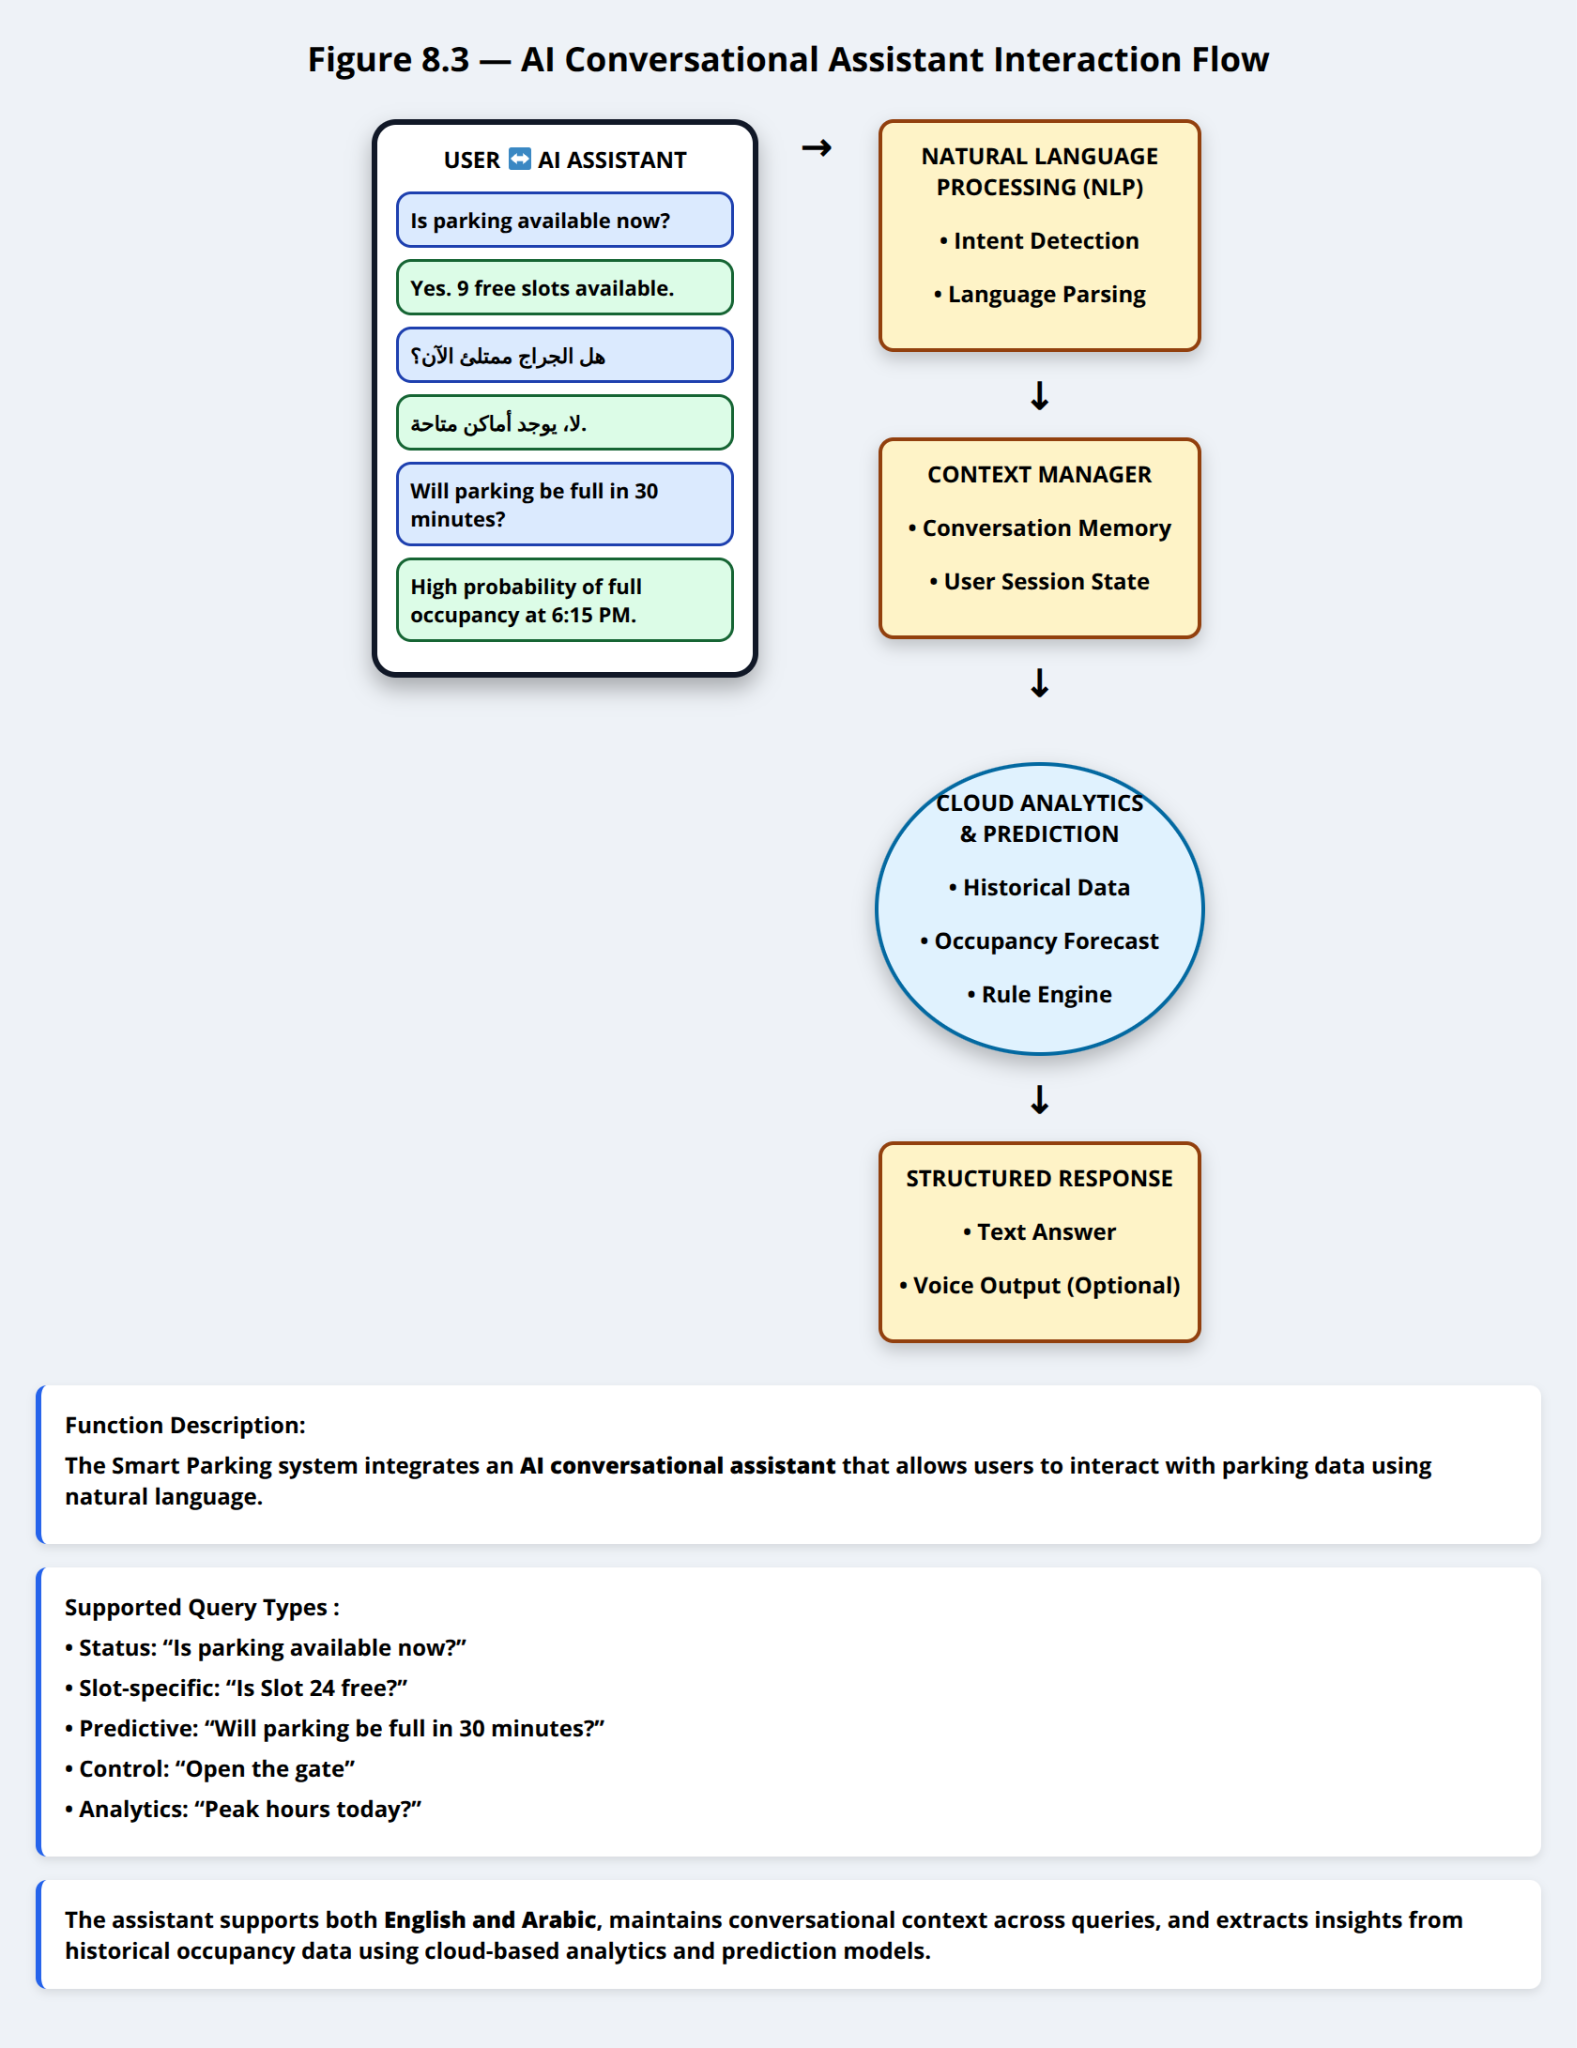 Figure 8.3 — AI Conversational Assistant Interaction Flow
USER ↔ AI ASSISTANT
Is parking available now?
Yes. 9 free slots available.
هل الجراج ممتلئ الآن؟
لا، يوجد أماكن متاحة.
Will parking be full in 30
minutes?
High probability of full
occupancy at 6:15 PM.
→
NATURAL LANGUAGE
PROCESSING (NLP)
• Intent Detection
• Language Parsing
↓
CONTEXT MANAGER
• Conversation Memory
• User Session State
↓
CLOUD ANALYTICS
& PREDICTION
• Historical Data
• Occupancy Forecast
• Rule Engine
↓
STRUCTURED RESPONSE
• Text Answer
• Voice Output (Optional)
Function Description:
The Smart Parking system integrates an AI conversational assistant that allows users to interact with parking data using
natural language.
Supported Query Types :
• Status: “Is parking available now?”
• Slot-specific: “Is Slot 24 free?”
• Predictive: “Will parking be full in 30 minutes?”
• Control: “Open the gate”
• Analytics: “Peak hours today?”
The assistant supports both English and Arabic, maintains conversational context across queries, and extracts insights from
historical occupancy data using cloud-based analytics and prediction models.